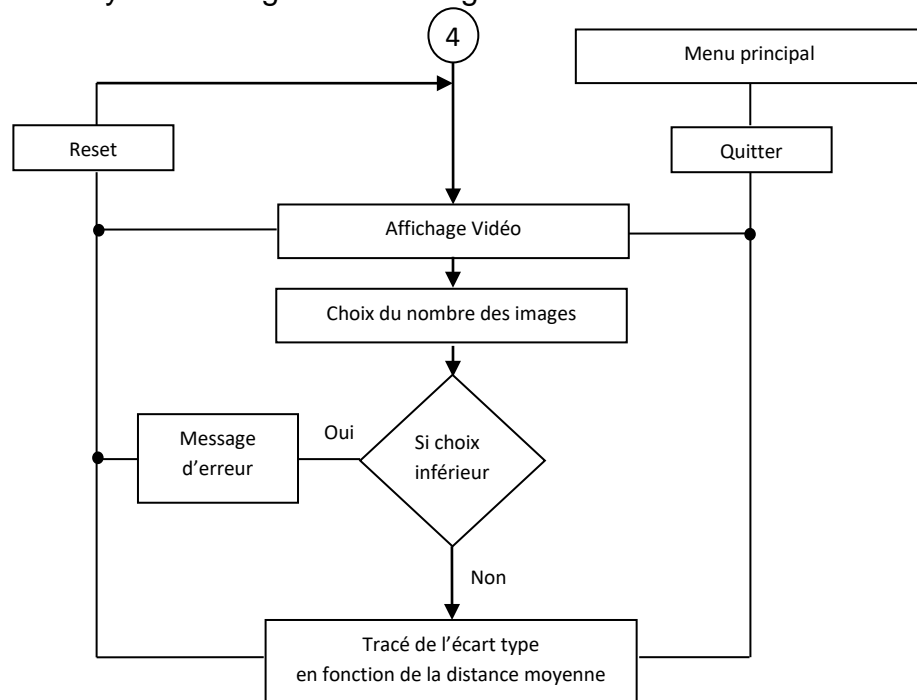 4
Menu principal
Reset
Quitter
Affichage Vidéo
Choix du nombre des images
Message
d'erreur
Oui
Si choix
inférieur
Non
Tracé de l'écart type
en fonction de la distance moyenne